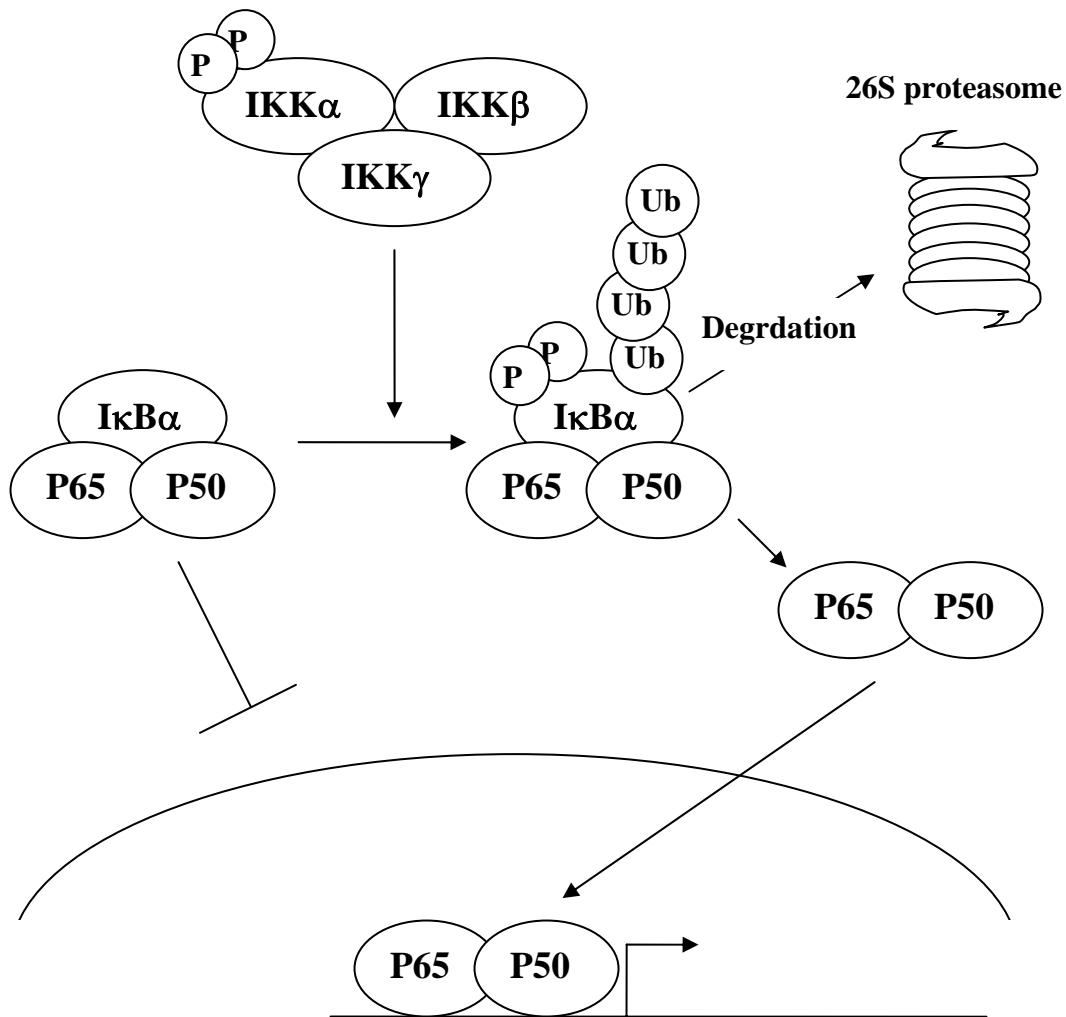 P
P
IKKα
IKKβ
IKKγ
26S proteasome
Ub
Ub
Ub
Ub
Degrdation
P
P
IκBα
IκBα
P65
P50
P65
P50
P65
P50
P65
P50